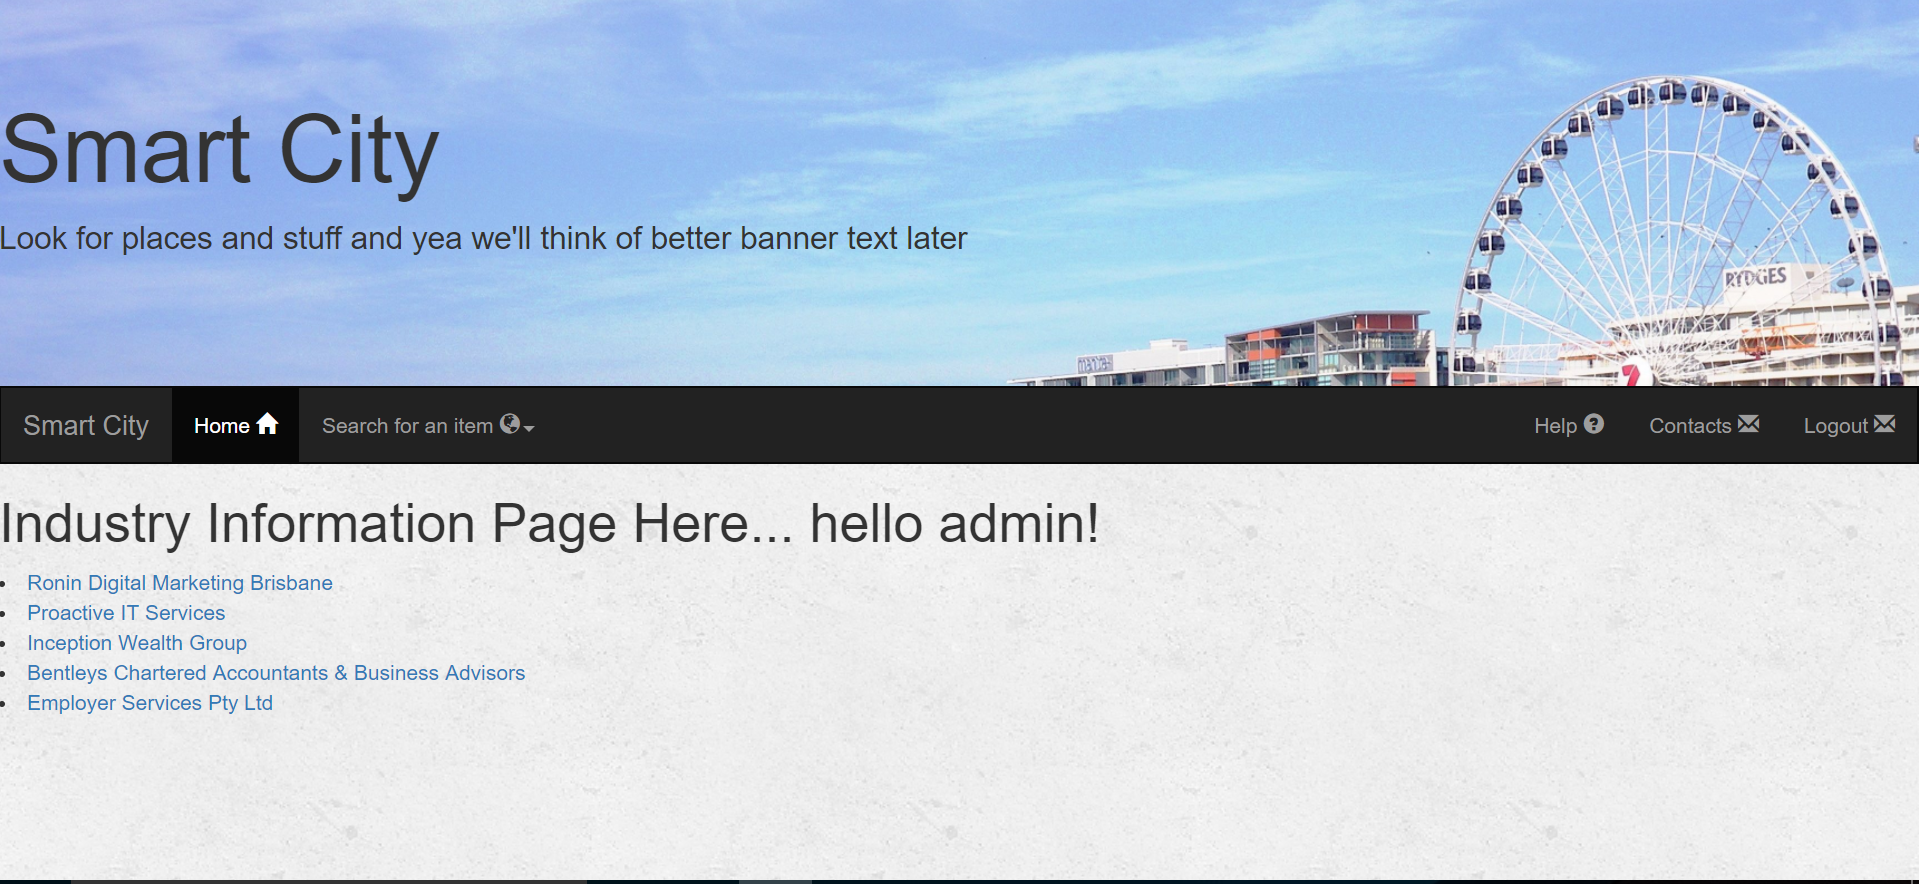 Smart City
Look for places and stuff and yea we'll think of better banner text later
RYDGES
Smart City Home Search for an item Help Contacts Logout
Industry Information Page Here... hello admin!
Ronin Digital Marketing Brisbane
Proactive IT Services
Inception Wealth Group
Bentleys Chartered Accountants & Business Advisors
Employer Services Pty Ltd